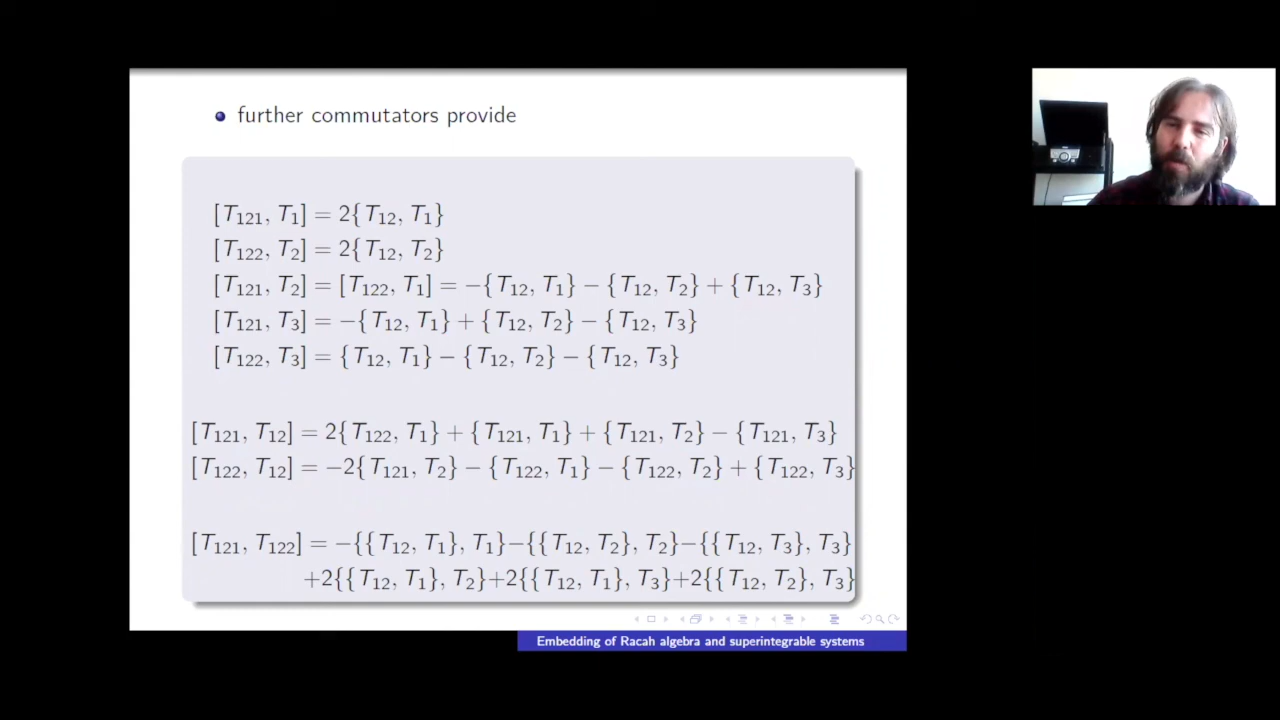 further commutators provide
[T₁₂₁, T₁] = 2{T₁₂, T₁}
[T₁₂₂, T₂] = 2{T₁₂, T₂}
[T₁₂₁, T₂] = [T₁₂₂, T₁] = −{T₁₂, T₁} − {T₁₂, T₂} + {T₁₂, T₃}
[T₁₂₁, T₃] = −{T₁₂, T₁} + {T₁₂, T₂} − {T₁₂, T₃}
[T₁₂₂, T₃] = {T₁₂, T₁} − {T₁₂, T₂} − {T₁₂, T₃}
[T₁₂₁, T₁₂] = 2{T₁₂₂, T₁} + {T₁₂₁, T₁} + {T₁₂₁, T₂} − {T₁₂₁, T₃}
[T₁₂₂, T₁₂] = −2{T₁₂₁, T₂} − {T₁₂₂, T₁} − {T₁₂₂, T₂} + {T₁₂₂, T₃}
[T₁₂₁, T₁₂₂] = −{{T₁₂, T₁}, T₁}−{{T₁₂, T₂}, T₂}−{{T₁₂, T₃}, T₃}
+2{{T₁₂, T₁}, T₂}+2{{T₁₂, T₁}, T₃}+2{{T₁₂, T₂}, T₃}
Embedding of Racah algebra and superintegrable systems